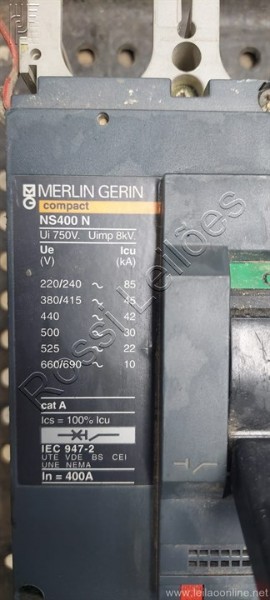 MG MERLIN GERIN
compact
NS400 N
Ui 750V. Uimp 8kV.
Ue Icu
(V) (kA)
220/240 ~ 85
380/415 ~ 45
440 ~ 42
500 ~ 30
525 ~ 22
660/690 ~ 10
cat A
Ics = 100% Icu
IEC 947-2
UTE VDE BS CEI
UNE NEMA
In = 400A
Rossi Leilões
www.leilaoonline.net